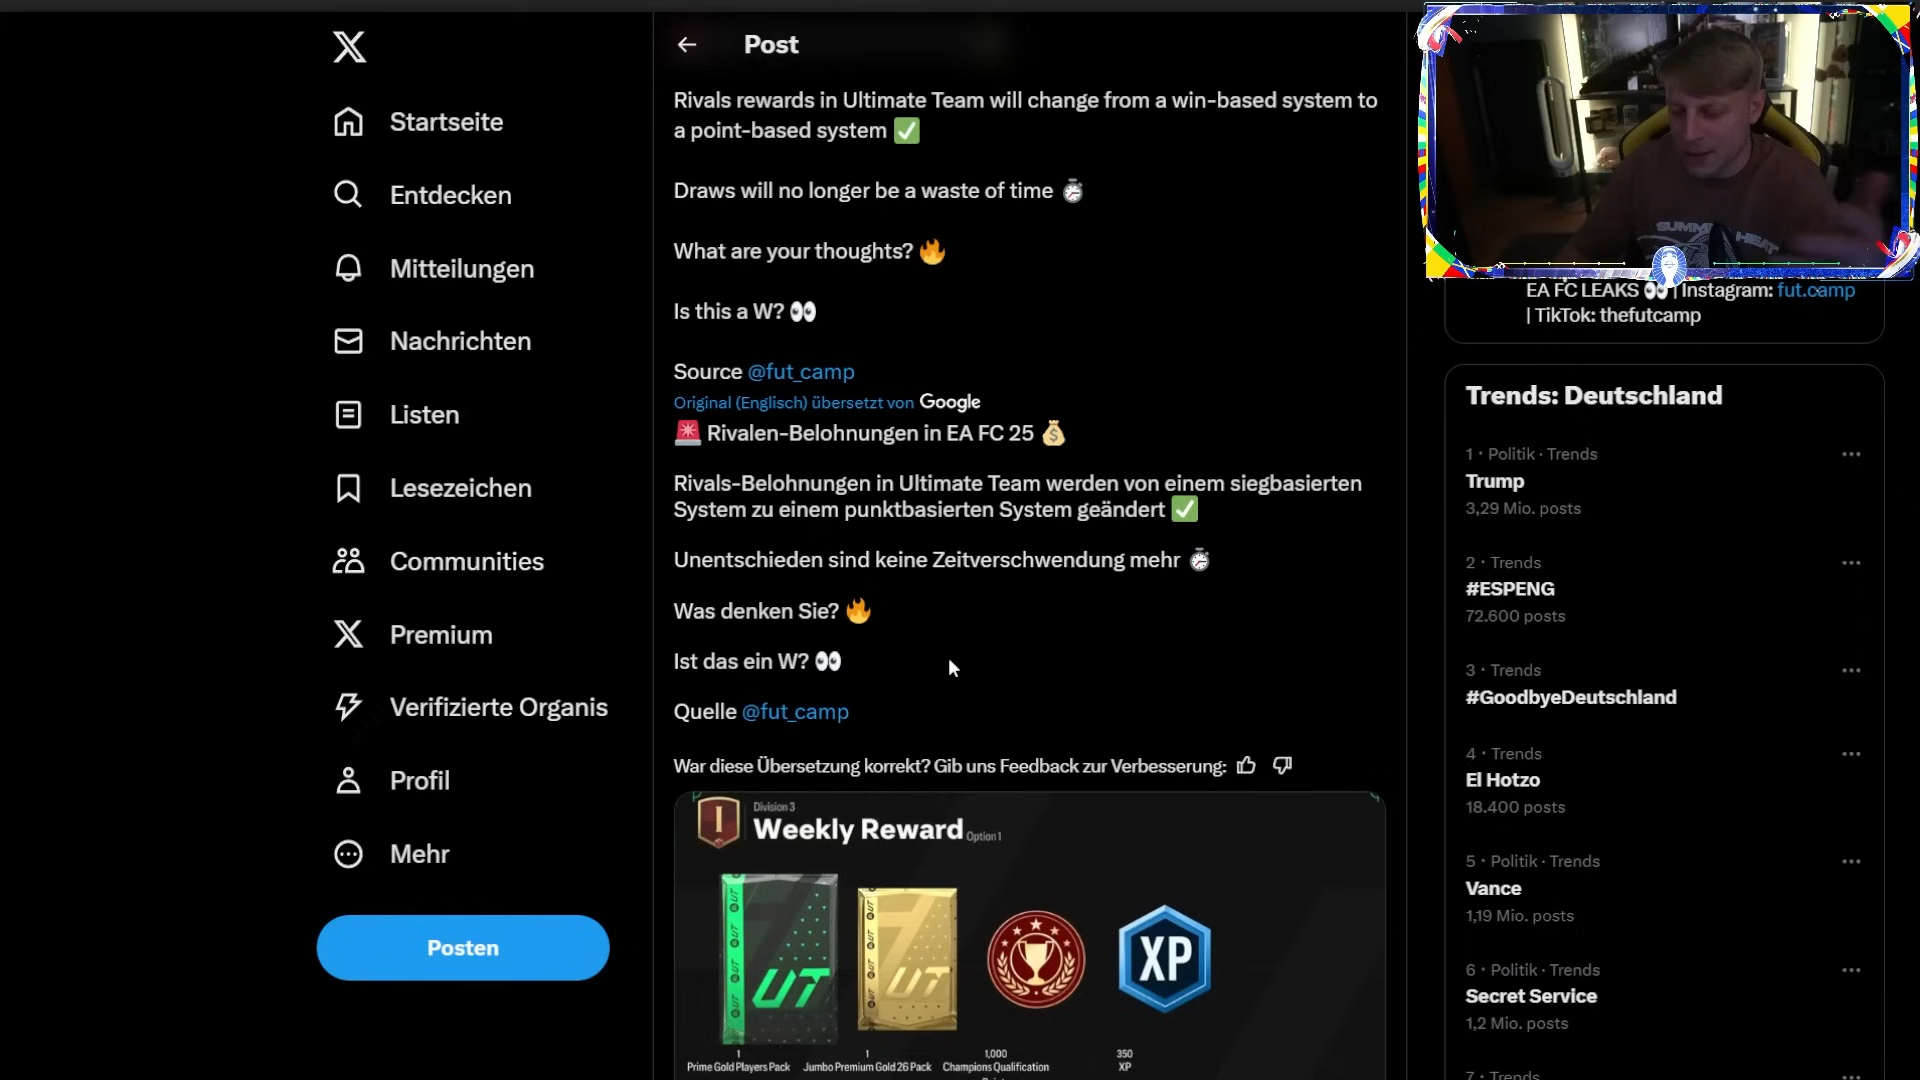 Post
Startseite
Entdecken
Mitteilungen
Nachrichten
Listen
Lesezeichen
Communities
Premium
Verifizierte Organis
Profil
Mehr
Posten
Rivals rewards in Ultimate Team will change from a win-based system to
a point-based system ✅
Draws will no longer be a waste of time ⏱
What are your thoughts? 🔥
Is this a W? 👀
Source @fut_camp
Original (Englisch) übersetzt von Google
🚨 Rivalen-Belohnungen in EA FC 25 💰
Rivals-Belohnungen in Ultimate Team werden von einem siegbasierten
System zu einem punktbasierten System geändert ✅
Unentschieden sind keine Zeitverschwendung mehr ⏱
Was denken Sie? 🔥
Ist das ein W? 👀
Quelle @fut_camp
War diese Übersetzung korrekt? Gib uns Feedback zur Verbesserung:
Division 3
Weekly Reward Option 1
UT
UT
XP
1
Prime Gold Players Pack
1
Jumbo Premium Gold 26 Pack
1,000
Champions Qualification
350
XP
SUMMER HEAT
EA FC LEAKS 👀 | Instagram: fut.camp
| TikTok: thefutcamp
Trends: Deutschland
1 · Politik · Trends
Trump
3,29 Mio. posts
2 · Trends
#ESPENG
72.600 posts
3 · Trends
#GoodbyeDeutschland
4 · Trends
El Hotzo
18.400 posts
5 · Politik · Trends
Vance
1,19 Mio. posts
6 · Politik · Trends
Secret Service
1,2 Mio. posts
7 · Trends